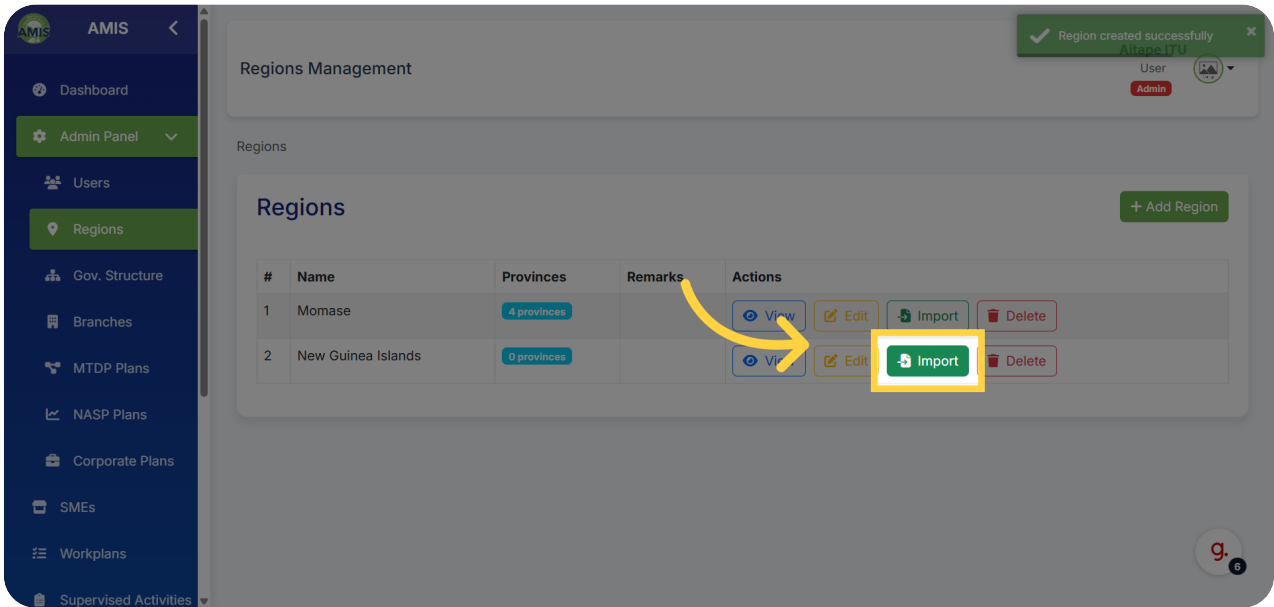 AMIS
AMIS
Region created successfully ×
Aitape ITU
User
Admin
Regions Management
Dashboard
Admin Panel
Users
Regions
Gov. Structure
Branches
MTDP Plans
NASP Plans
Corporate Plans
SMEs
Workplans
Supervised Activities
Regions
Regions
+ Add Region
# Name Provinces Remarks Actions
1 Momase 4 provinces View Edit Import Delete
2 New Guinea Islands 0 provinces View Edit Import Delete
g.
6